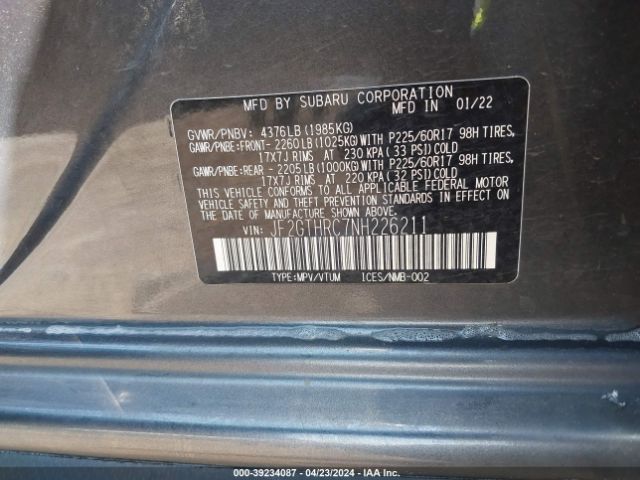 MFD BY SUBARU CORPORATION
MFD IN 01/22
GVWR/PNBV: 4376LB(1985KG)
GAWR/PNBE:FRONT- 2260LB(1025KG)WITH P225/60R17 98H TIRES,
17X7J RIMS AT 230 KPA(33 PSI)COLD
GAWR/PNBE:REAR - 2205LB(1000KG)WITH P225/60R17 98H TIRES,
17X7J RIMS AT 220 KPA(32 PSI)COLD
THIS VEHICLE CONFORMS TO ALL APPLICABLE FEDERAL MOTOR
VEHICLE SAFETY AND THEFT PREVENTION STANDARDS IN EFFECT ON
THE DATE OF MANUFACTURE SHOWN ABOVE.
VIN: JF2GTHRC7NH226211
TYPE:MPV/VTUM ICES/NMB-002
000-39234087 - 04/23/2024 - IAA Inc.